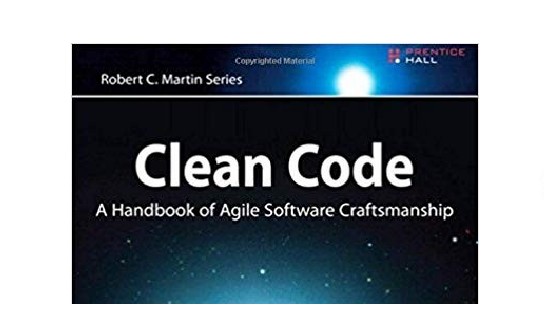 Copyrighted Material
PRENTICE
HALL
Robert C. Martin Series
Clean Code
A Handbook of Agile Software Craftsmanship